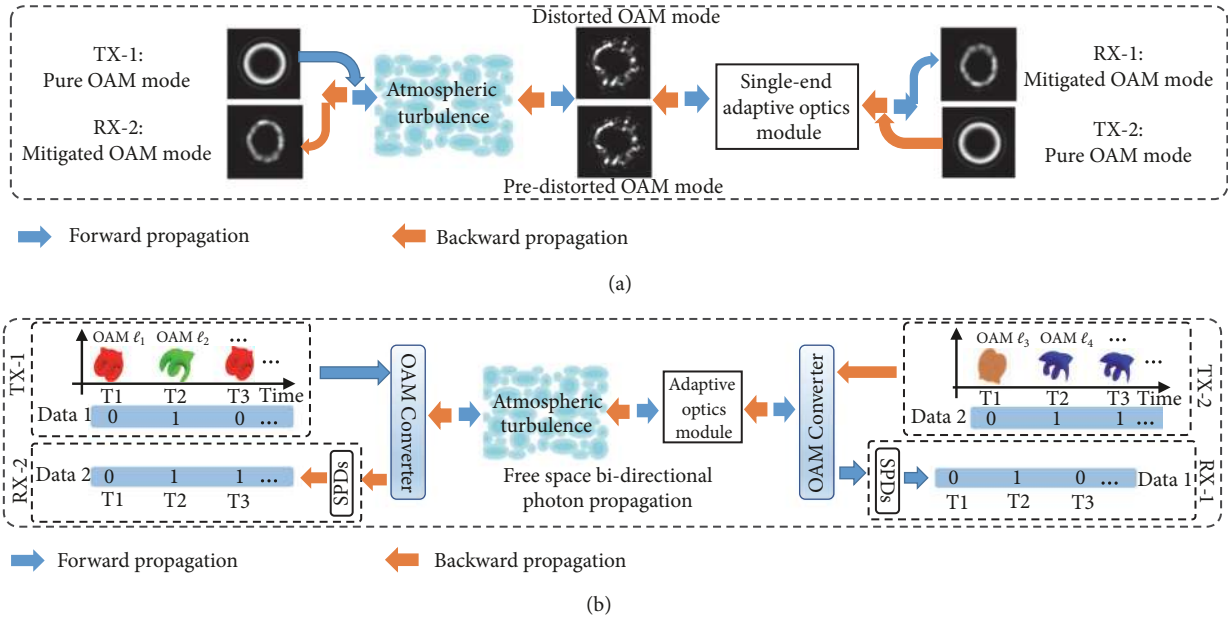 Distorted OAM mode
TX-1:
Pure OAM mode
RX-2:
Mitigated OAM mode
Atmospheric
turbulence
Single-end
adaptive optics
module
RX-1:
Mitigated OAM mode
TX-2:
Pure OAM mode
Pre-distorted OAM mode
Forward propagation
Backward propagation
(a)
TX-1
OAM ℓ1 OAM ℓ2 ...
...
T1 T2 T3 Time
Data 1 0 1 0 ...
RX-2
Data 2 0 1 1 ...
T1 T2 T3
SPDs
OAM Converter
Atmospheric
turbulence
Adaptive
optics
module
Free space bi-directional
photon propagation
OAM Converter
TX-2
OAM ℓ3 OAM ℓ4 ...
...
T1 T2 T3 Time
Data 2 0 1 1 ...
RX-1
SPDs
0 1 0 ... Data 1
T1 T2 T3
Forward propagation
Backward propagation
(b)